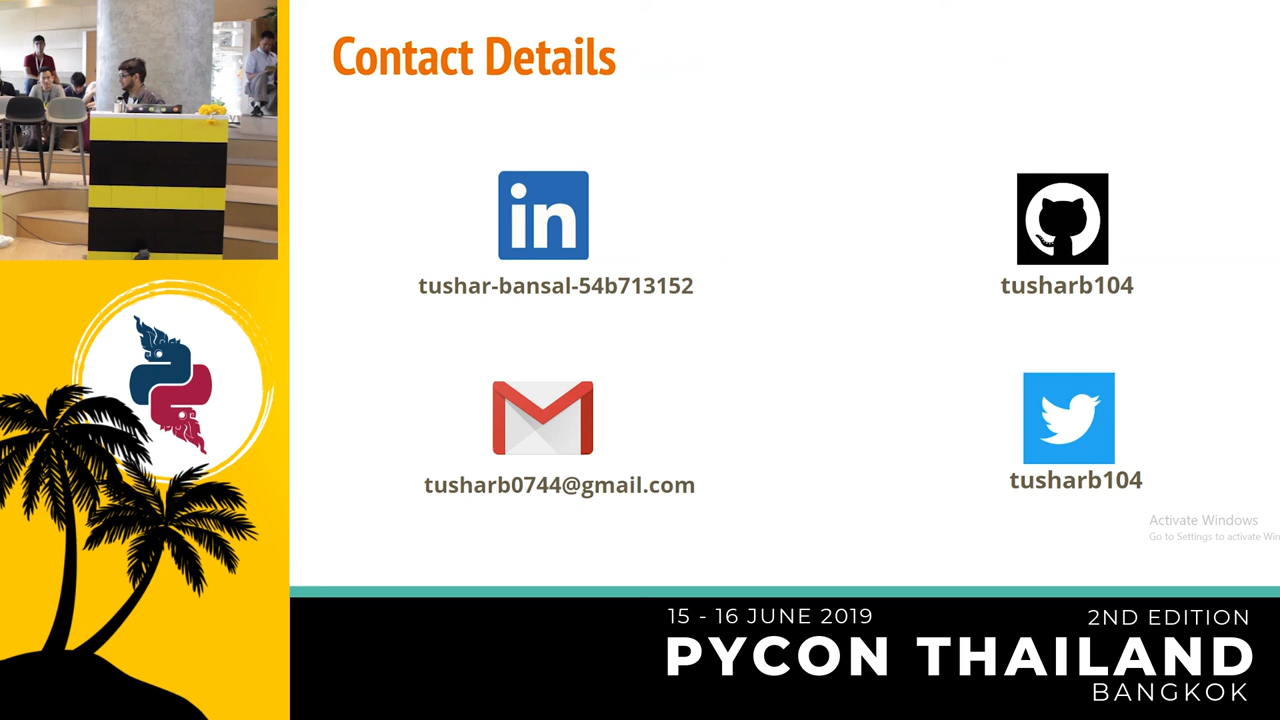 Contact Details
in
tushar-bansal-54b713152
tusharb104
tusharb0744@gmail.com
tusharb104
Activate Windows
Go to Settings to activate Win
15 - 16 JUNE 2019
2ND EDITION
PYCON THAILAND
BANGKOK